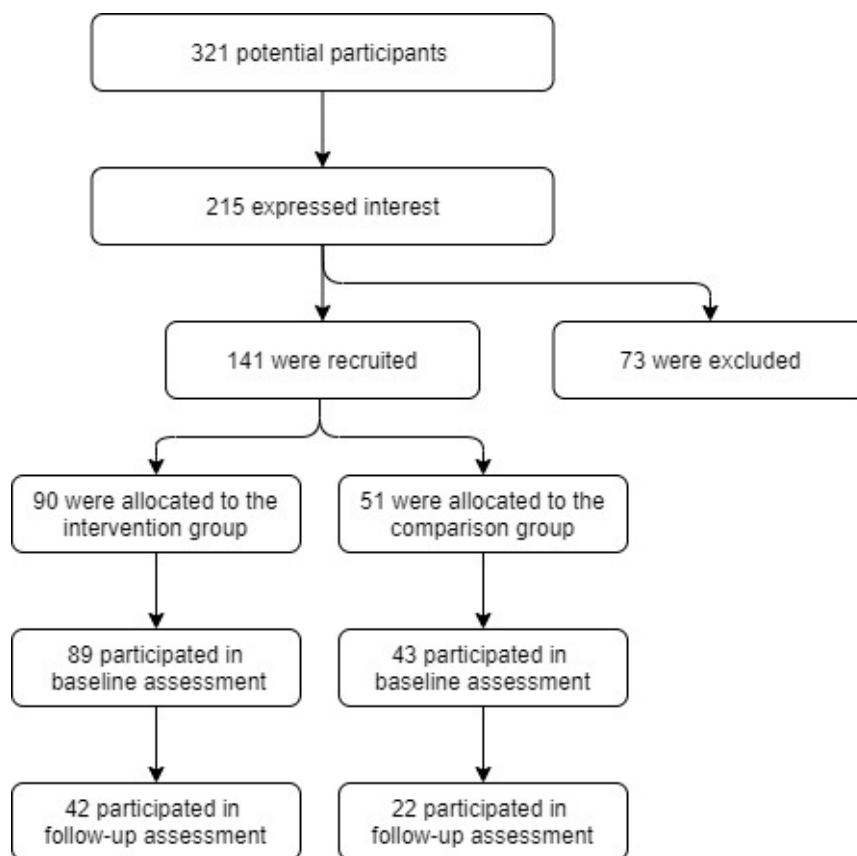 321 potential participants
215 expressed interest
141 were recruited
73 were excluded
90 were allocated to the
intervention group
51 were allocated to the
comparison group
89 participated in
baseline assessment
43 participated in
baseline assessment
42 participated in
follow-up assessment
22 participated in
follow-up assessment